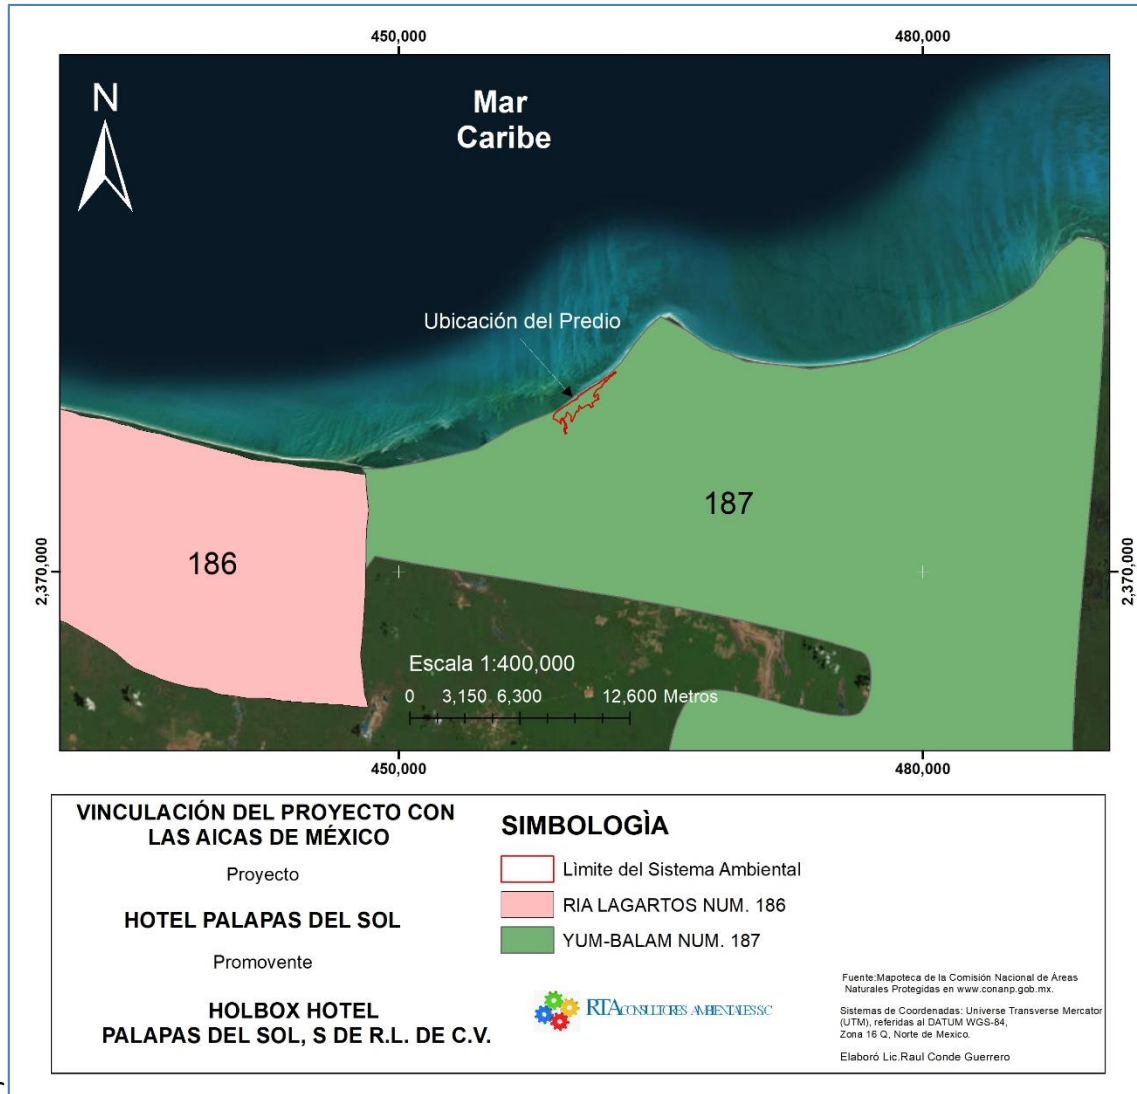 450,000
480,000
N
Mar
Caribe
Ubicación del Predio
187
186
2,370,000
2,370,000
Escala 1:400,000
0 3,150 6,300 12,600 Metros
450,000
480,000
VINCULACIÓN DEL PROYECTO CON
LAS AICAS DE MÉXICO
Proyecto
HOTEL PALAPAS DEL SOL
Promovente
HOLBOX HOTEL
PALAPAS DEL SOL, S DE R.L. DE C.V.
SIMBOLOGÌA
Lìmite del Sistema Ambiental
RIA LAGARTOS NUM. 186
YUM-BALAM NUM. 187
RTA CONSULTORES AMBIENTALES S.C
Fuente:Mapoteca de la Comisión Nacional de Áreas
Naturales Protegidas en www.conanp.gob.mx.
Sistemas de Coordenadas: Universe Transverse Mercator
(UTM), referidas al DATUM WGS-84,
Zona 16 Q, Norte de Mexico.
Elaboró Lic.Raul Conde Guerrero